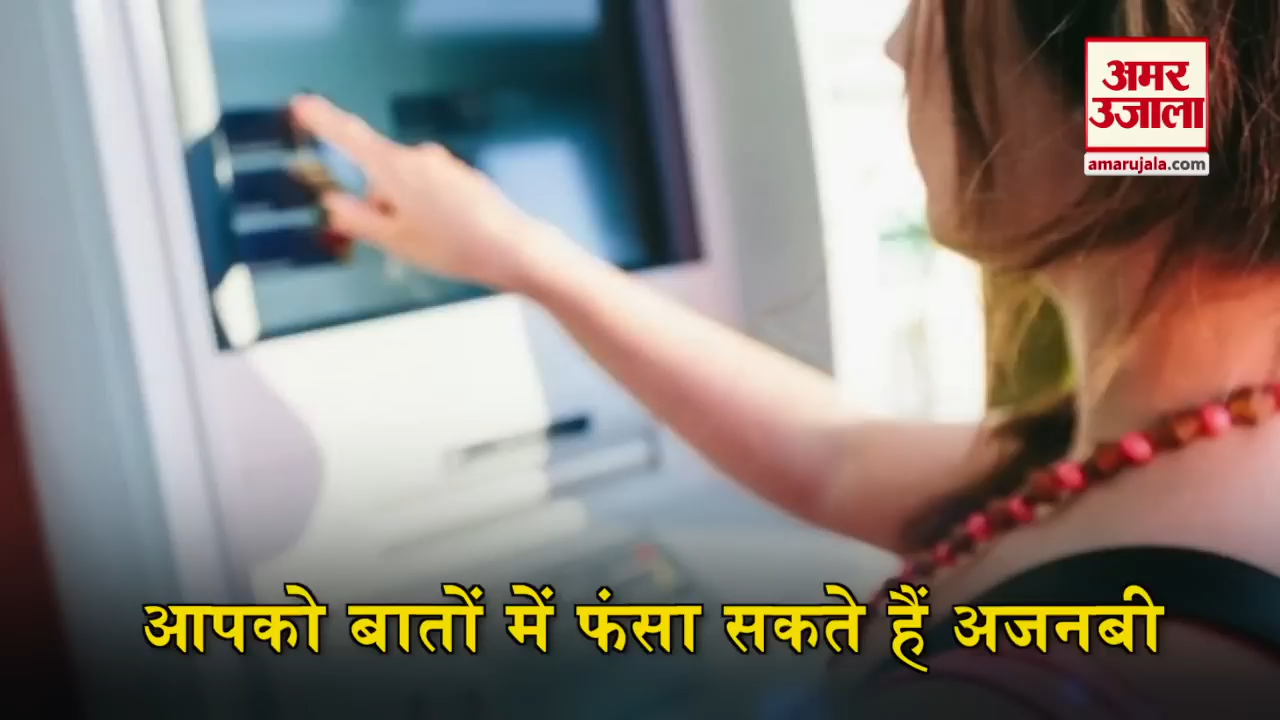 अमर
उजाला
amarujala.com
आपको बातों में फंसा सकते हैं अजनबी